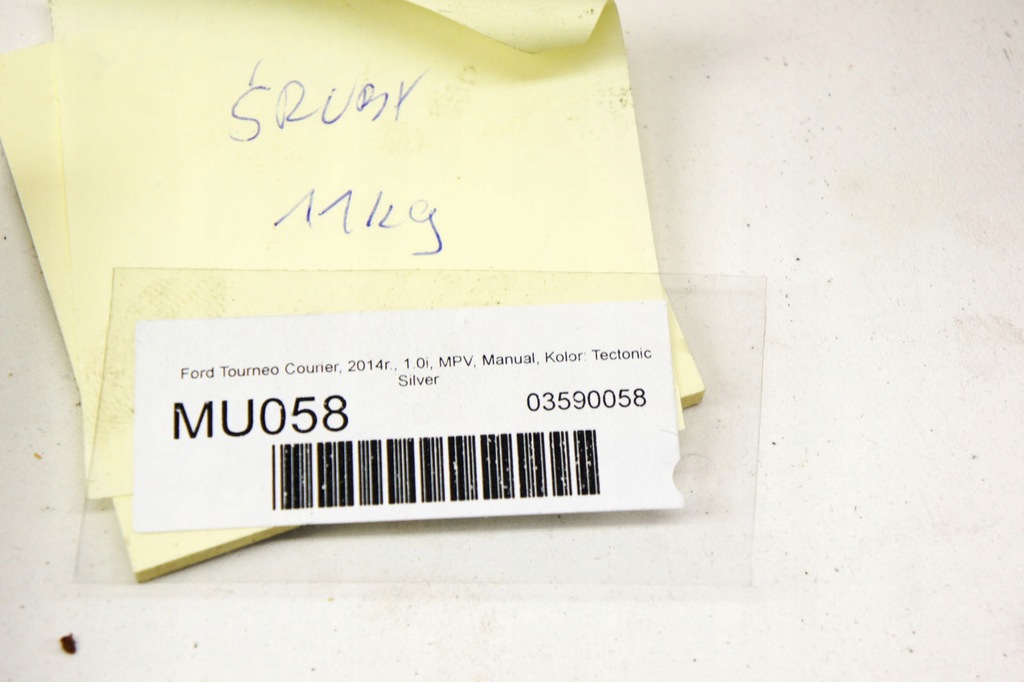 ŚRUBY
11kg
Ford Tourneo Courier, 2014r., 1.0i, MPV, Manual, Kolor: Tectonic
Silver
MU058
03590058